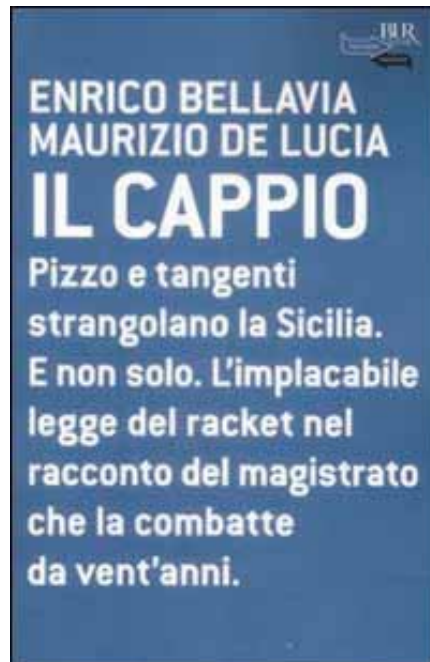 BUR
ENRICO BELLAVIA
MAURIZIO DE LUCIA
IL CAPPIO
Pizzo e tangenti
strangolano la Sicilia.
E non solo. L'implacabile
legge del racket nel
racconto del magistrato
che la combatte
da vent'anni.